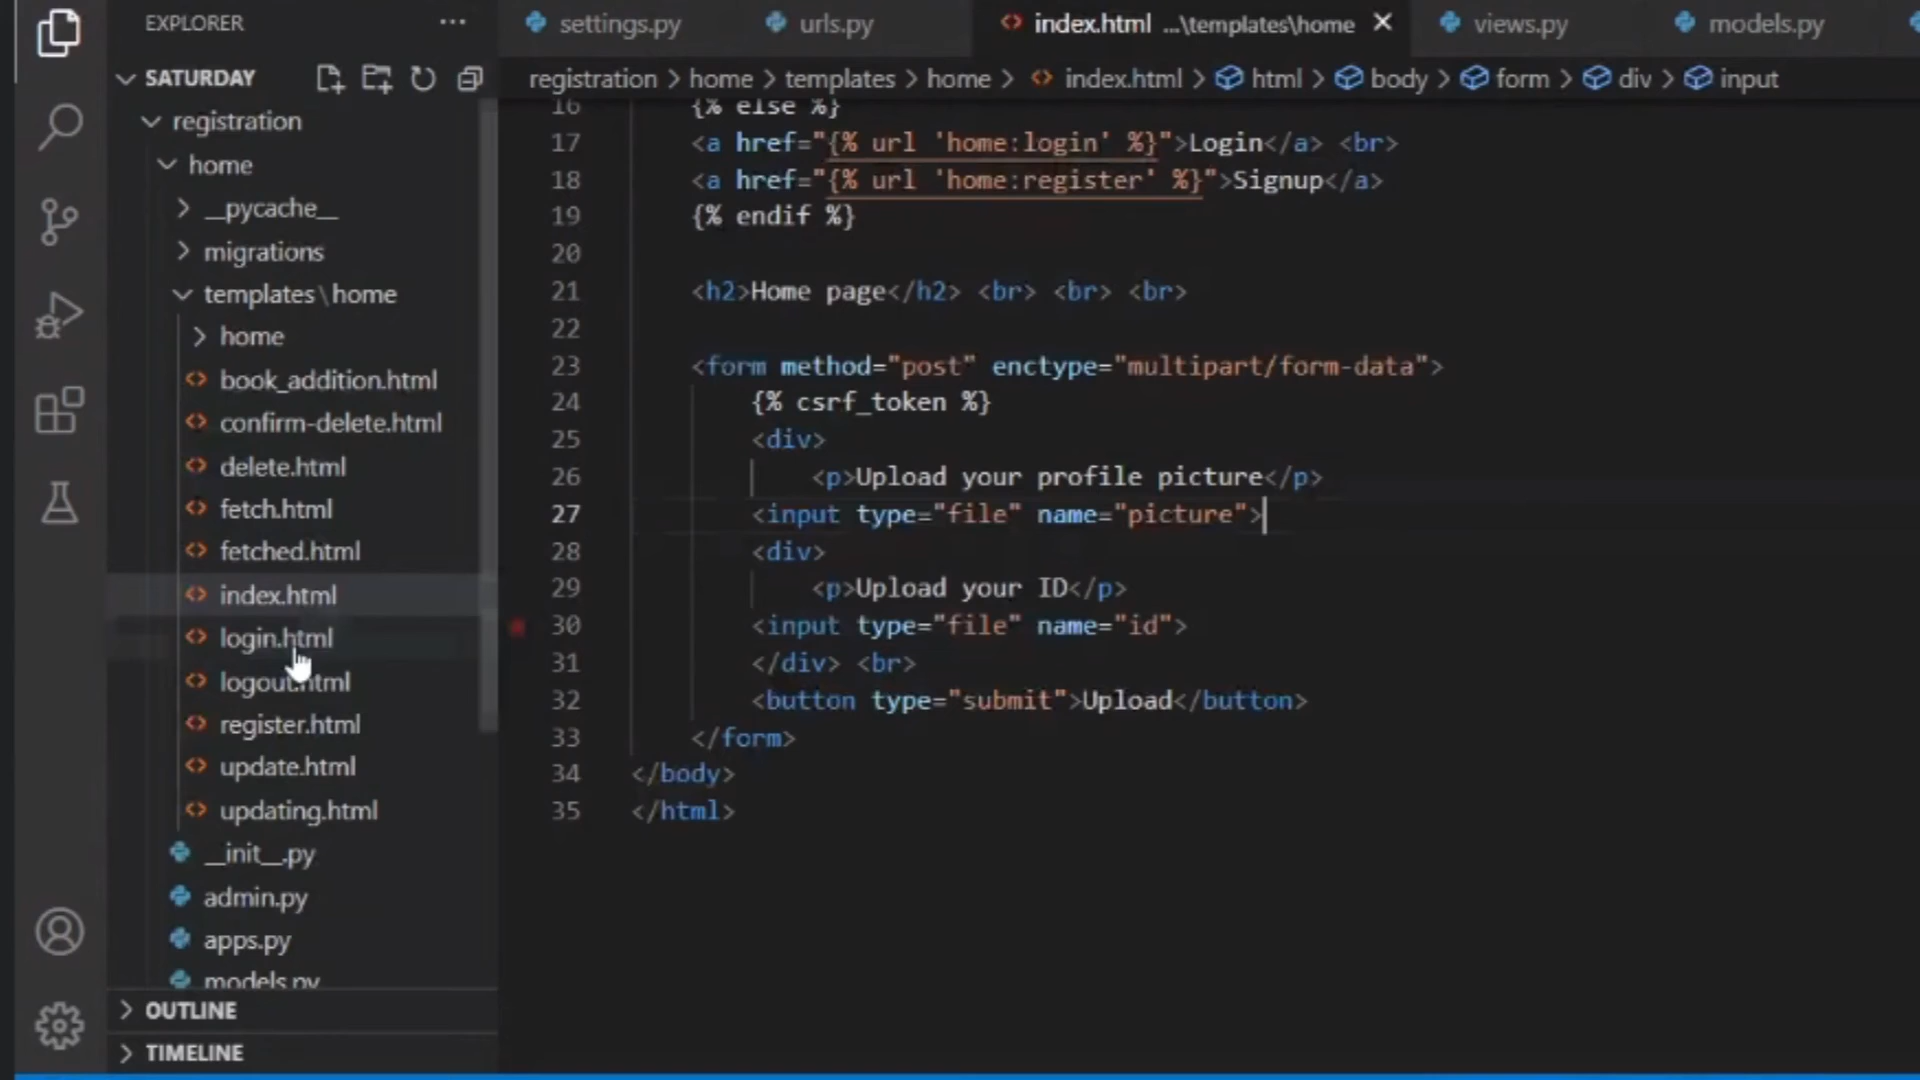 EXPLORER
SATURDAY
registration
home
__pycache__
migrations
templates\home
home
book_addition.html
confirm-delete.html
delete.html
fetch.html
fetched.html
index.html
login.html
logout.html
register.html
update.html
updating.html
__init__.py
admin.py
apps.py
models.py
OUTLINE
TIMELINE
settings.py urls.py index.html ...\templates\home views.py models.py
registration > home > templates > home > index.html > html > body > form > div > input
16 {% else %}
17 <a href="{% url 'home:login' %}">Login</a> <br>
18 <a href="{% url 'home:register' %}">Signup</a>
19 {% endif %}
20
21 <h2>Home page</h2> <br> <br> <br>
22
23 <form method="post" enctype="multipart/form-data">
24 {% csrf_token %}
25 <div>
26 <p>Upload your profile picture</p>
27 <input type="file" name="picture">
28 <div>
29 <p>Upload your ID</p>
30 <input type="file" name="id">
31 </div> <br>
32 <button type="submit">Upload</button>
33 </form>
34 </body>
35 </html>